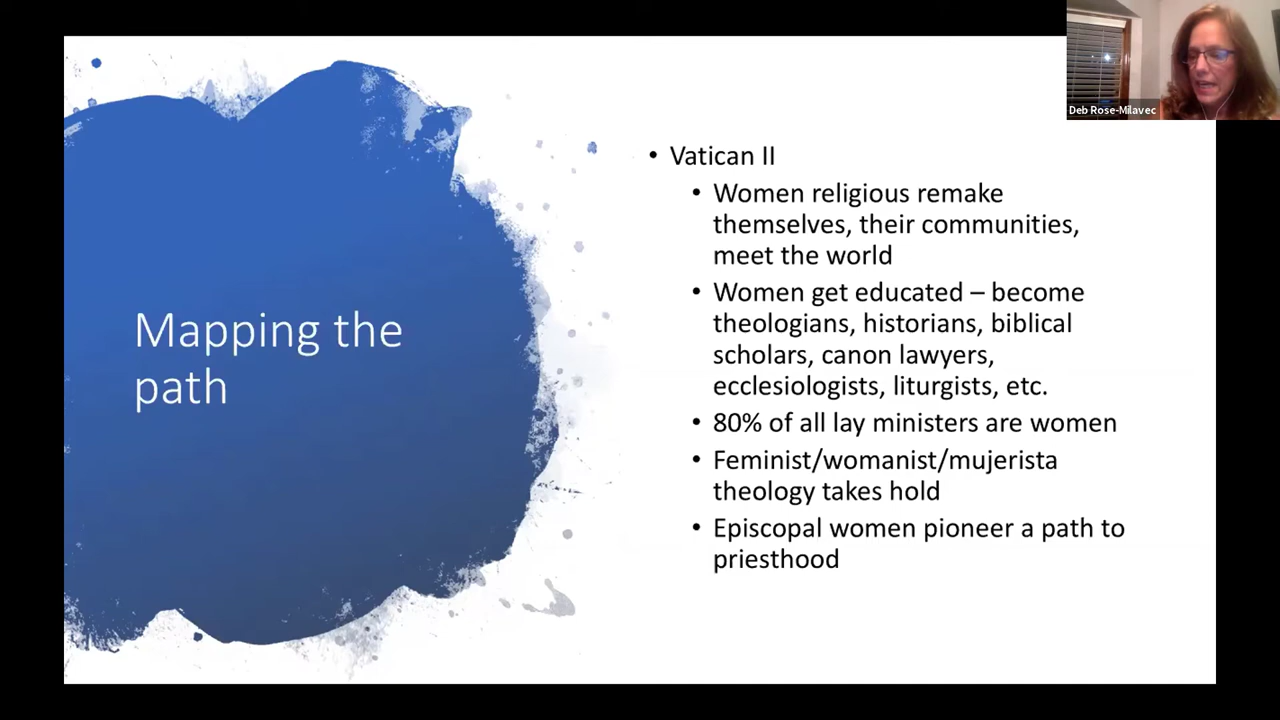 Deb Rose-Milavec
Mapping the
path
• Vatican II
• Women religious remake
themselves, their communities,
meet the world
• Women get educated – become
theologians, historians, biblical
scholars, canon lawyers,
ecclesiologists, liturgists, etc.
• 80% of all lay ministers are women
• Feminist/womanist/mujerista
theology takes hold
• Episcopal women pioneer a path to
priesthood